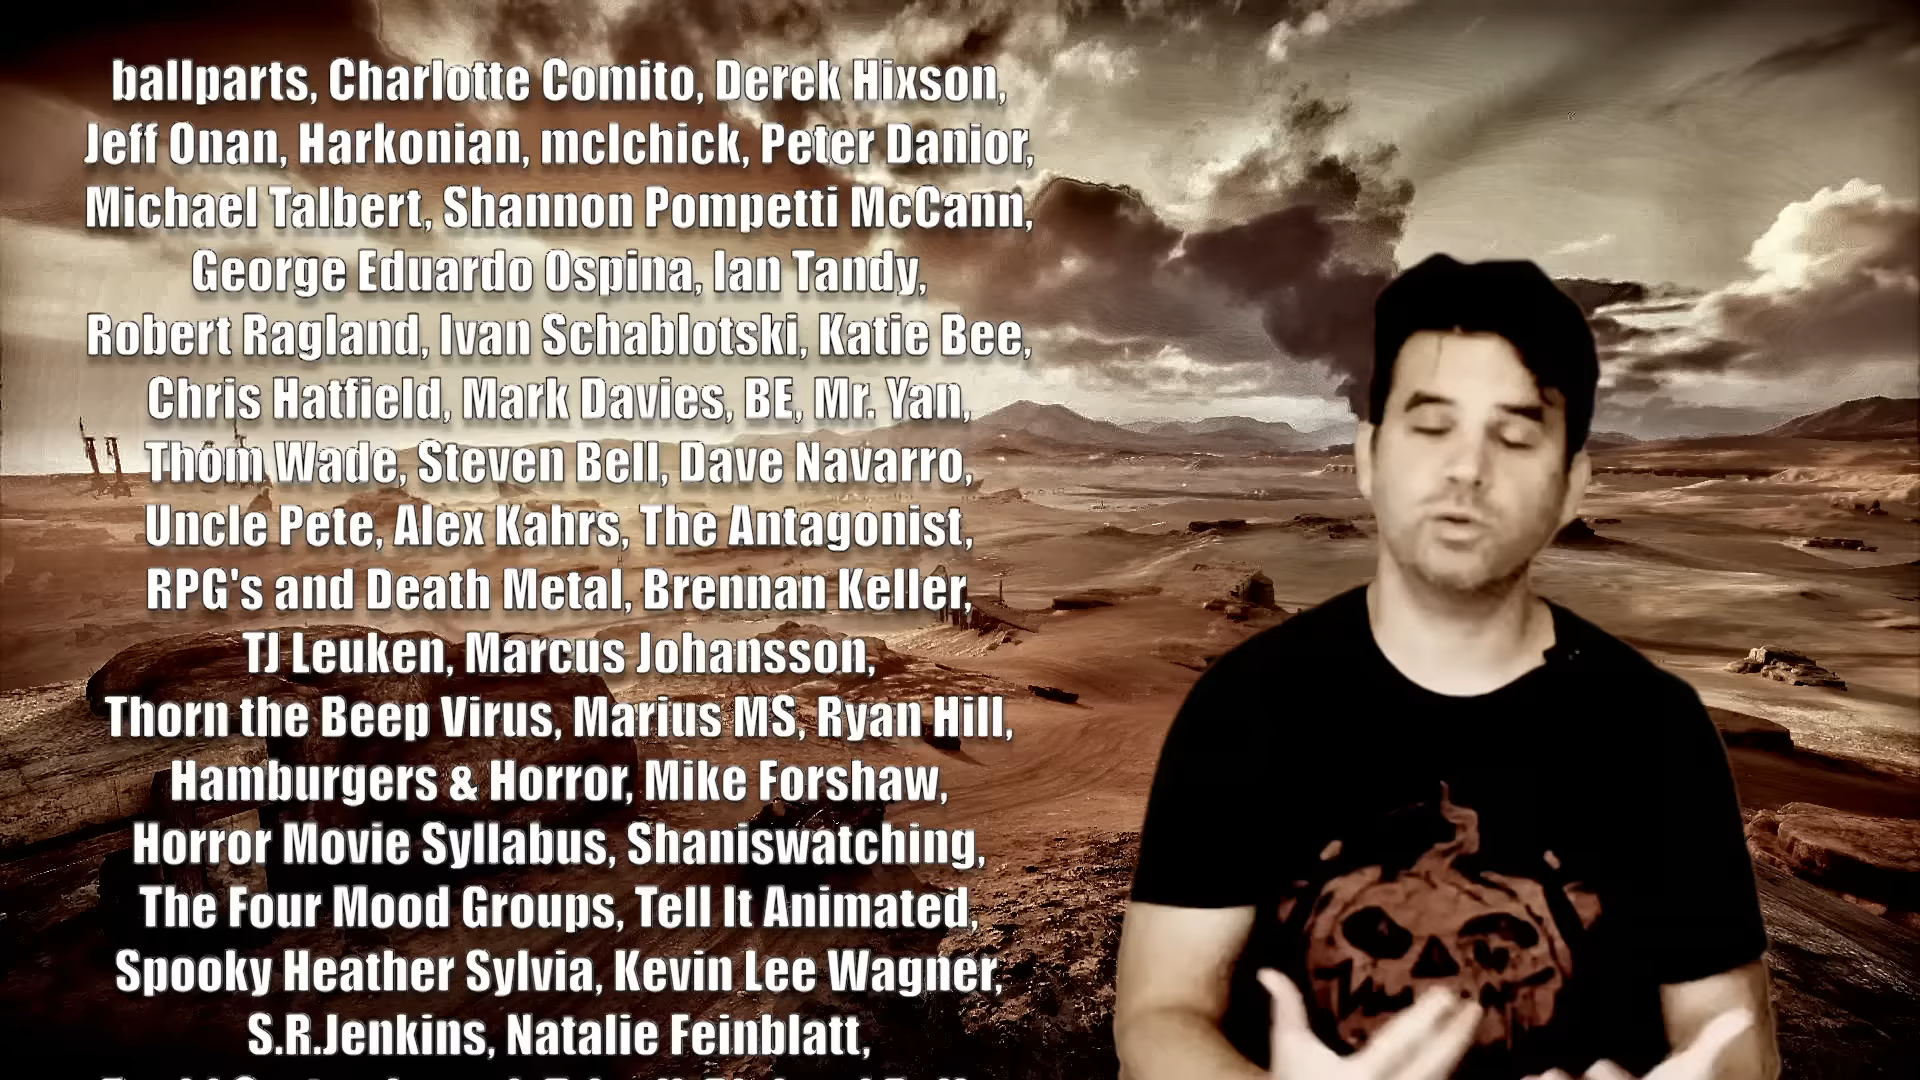 ballparts, Charlotte Comito, Derek Hixson,
Jeff Onan, Harkonian, mclchick, Peter Danior,
Michael Talbert, Shannon Pompetti McCann,
George Eduardo Ospina, Ian Tandy,
Robert Ragland, Ivan Schablotski, Katie Bee,
Chris Hatfield, Mark Davies, BE, Mr. Yan,
Thom Wade, Steven Bell, Dave Navarro,
Uncle Pete, Alex Kahrs, The Antagonist,
RPG's and Death Metal, Brennan Keller,
TJ Leuken, Marcus Johansson,
Thorn the Beep Virus, Marius MS, Ryan Hill,
Hamburgers & Horror, Mike Forshaw,
Horror Movie Syllabus, Shaniswatching,
The Four Mood Groups, Tell It Animated,
Spooky Heather Sylvia, Kevin Lee Wagner,
S.R.Jenkins, Natalie Feinblatt,